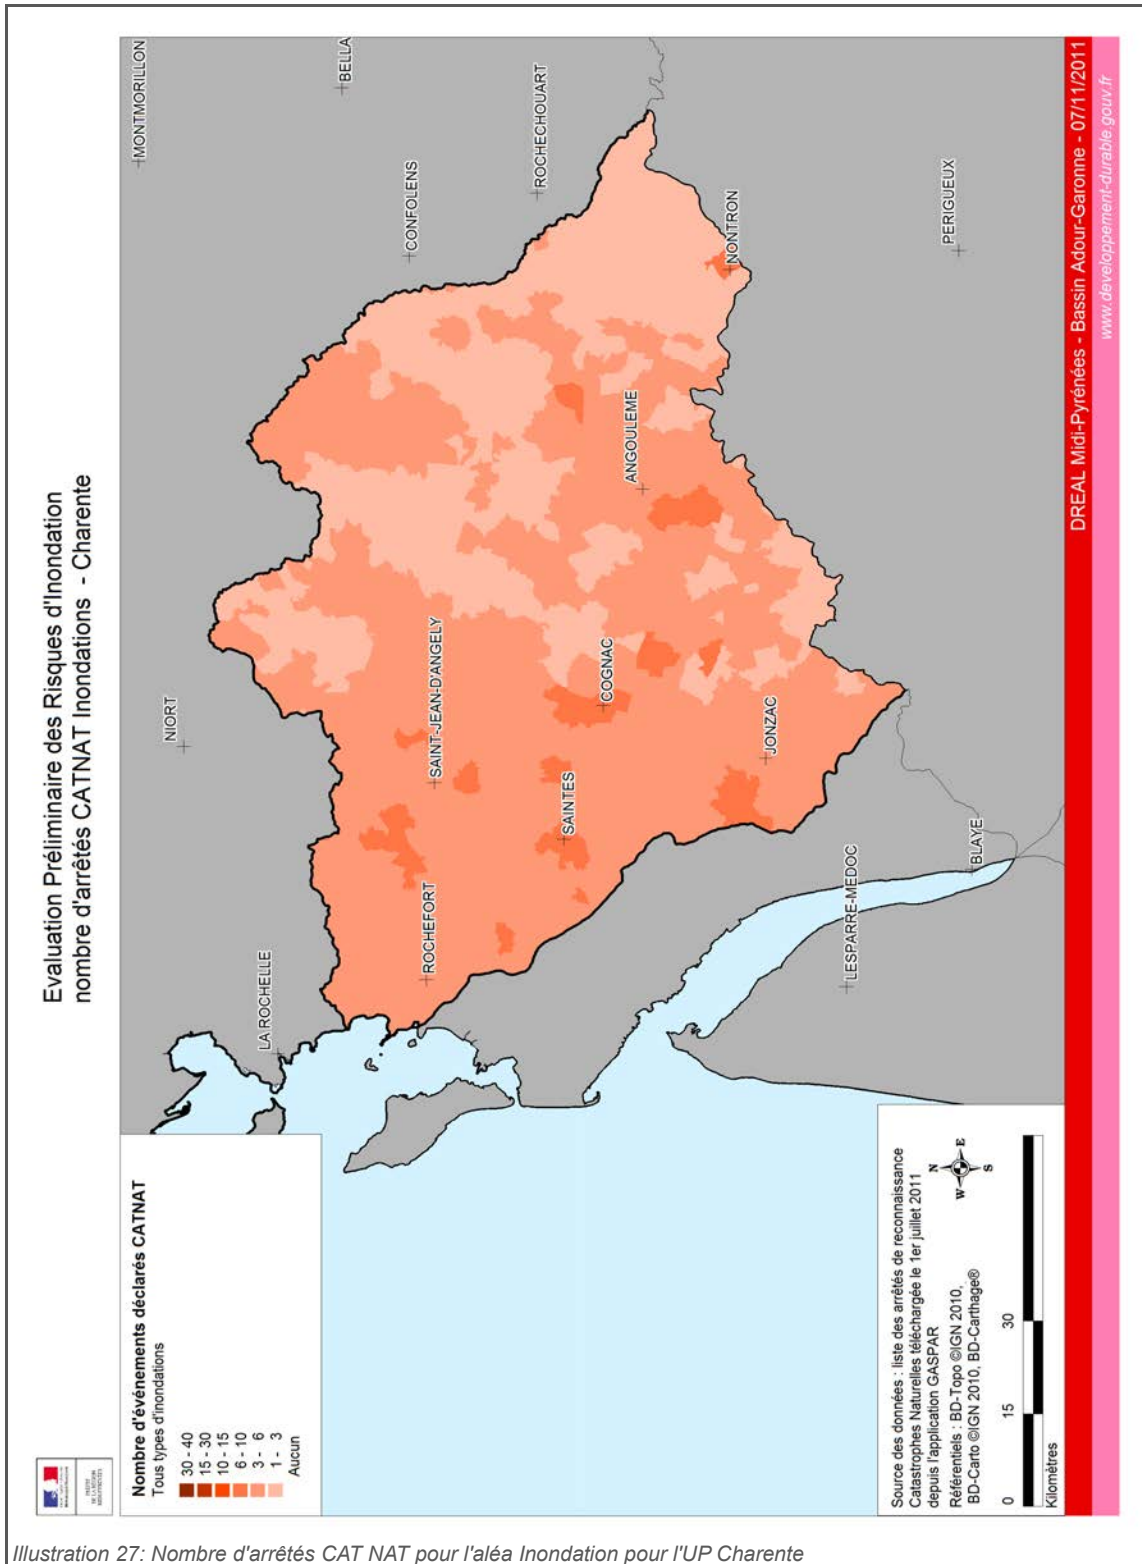 Evaluation Préliminaire des Risques d'Inondation
nombre d'arrêtés CATNAT Inondations - Charente
Nombre d'événements déclarés CATNAT
Tous types d'inondations
30 - 40
15 - 30
10 - 15
6 - 10
3 - 6
1 - 3
Aucun
MONTMORILLON
BELLA
NIORT
CONFOLENS
LA ROCHELLE
ROCHECHOUART
ROCHEFORT
SAINT-JEAN-D'ANGELY
SAINTES
COGNAC
ANGOULEME
NONTRON
JONZAC
LESPARRE-MEDOC
PERIGUEUX
BLAYE
Source des données : liste des arrêtés de reconnaissance
Catastrophes Naturelles téléchargée le 1er juillet 2011
depuis l'application GASPAR
Référentiels : BD-Topo ©IGN 2010,
BD-Carto ©IGN 2010, BD-Carthage®
N
W
E
S
0
15
30
Kilomètres
DREAL Midi-Pyrénées - Bassin Adour-Garonne - 07/11/2011
www.developpement-durable.gouv.fr
Illustration 27: Nombre d'arrêtés CAT NAT pour l'aléa Inondation pour l'UP Charente